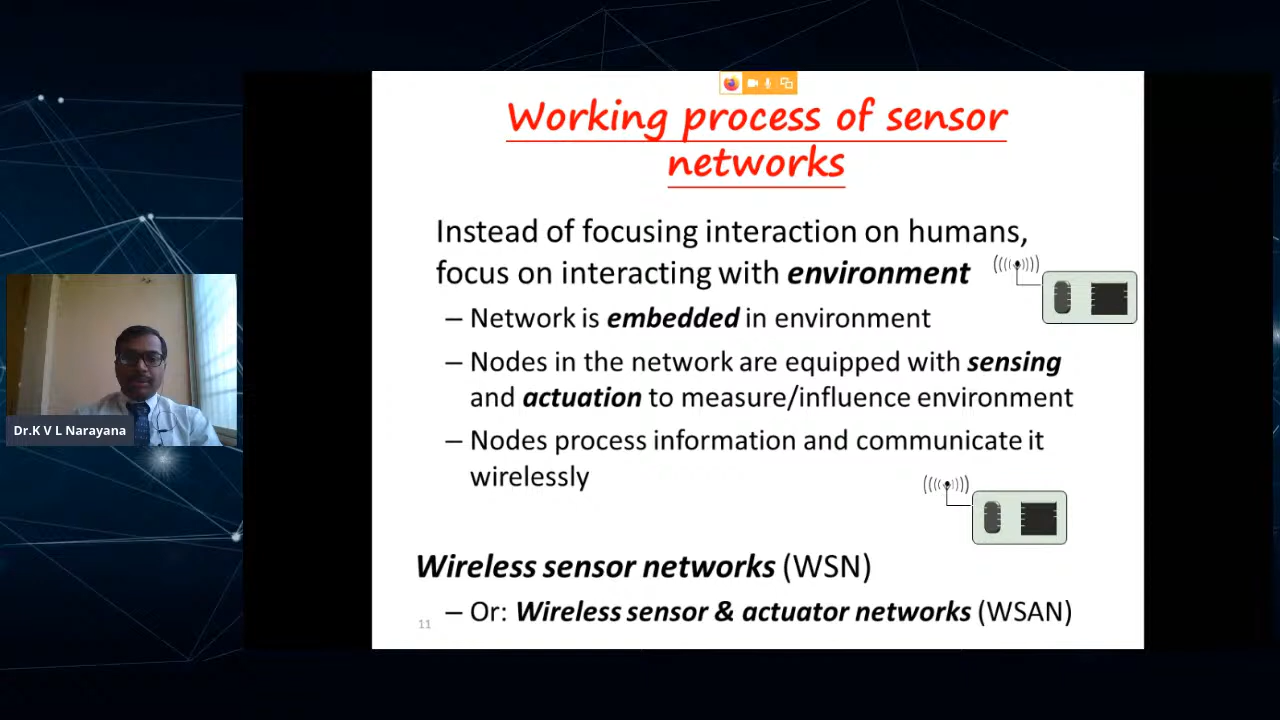 Working process of sensor
networks
Instead of focusing interaction on humans,
focus on interacting with environment
– Network is embedded in environment
– Nodes in the network are equipped with sensing
and actuation to measure/influence environment
– Nodes process information and communicate it
wirelessly
Wireless sensor networks (WSN)
– Or: Wireless sensor & actuator networks (WSAN)
11
Dr.K V L Narayana